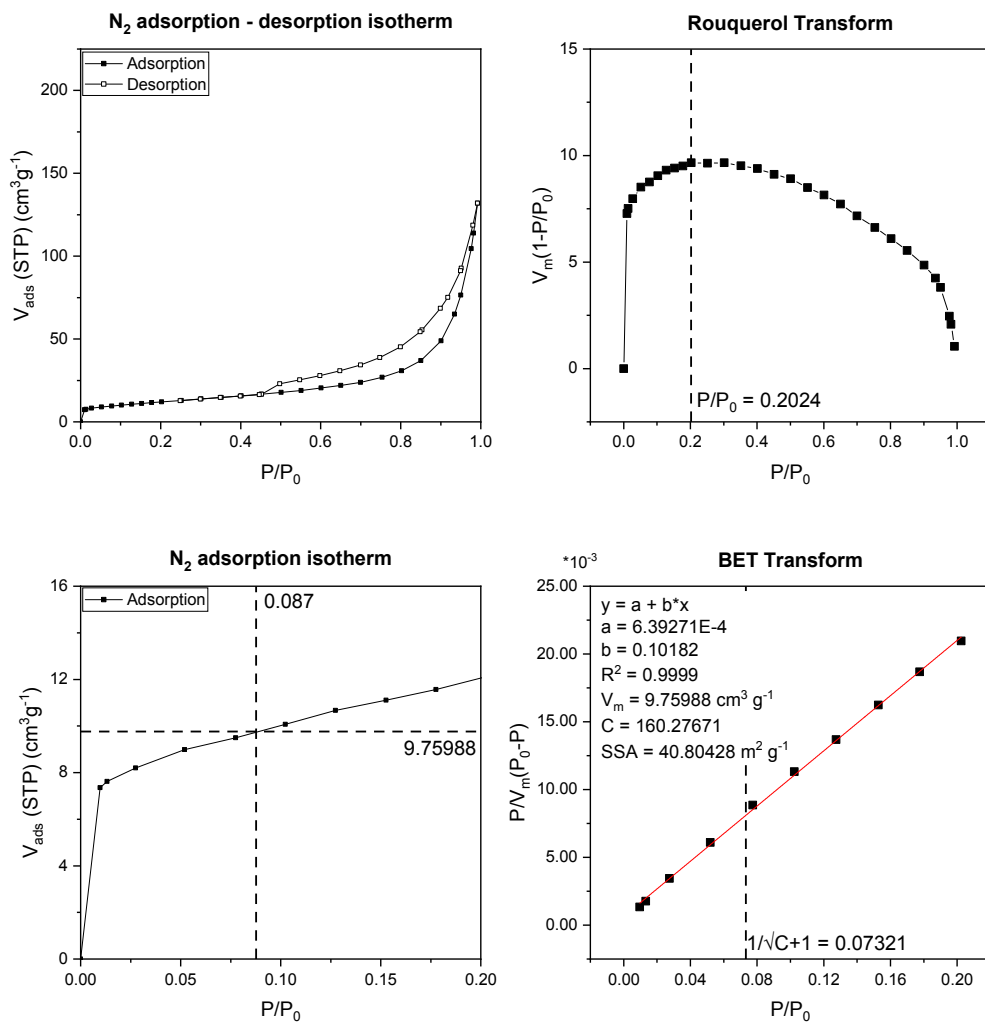 N₂ adsorption - desorption isotherm
Adsorption
Desorption
200
150
100
50
0
0.0 0.2 0.4 0.6 0.8 1.0
V_ads (STP) (cm³g⁻¹)
P/P₀
Rouquerol Transform
15
10
5
0
0.0 0.2 0.4 0.6 0.8 1.0
P/P₀ = 0.2024
V_m(1-P/P₀)
P/P₀
N₂ adsorption isotherm
Adsorption
0.087
9.75988
16
12
8
4
0
0.00 0.05 0.10 0.15 0.20
V_ads (STP) (cm³g⁻¹)
P/P₀
*10⁻³
BET Transform
y = a + b*x
a = 6.39271E-4
b = 0.10182
R² = 0.9999
V_m = 9.75988 cm³ g⁻¹
C = 160.27671
SSA = 40.80428 m² g⁻¹
1/√C+1 = 0.07321
25.00
20.00
15.00
10.00
5.00
0.00
0.00 0.04 0.08 0.12 0.16 0.20
P/V_m(P₀-P)
P/P₀